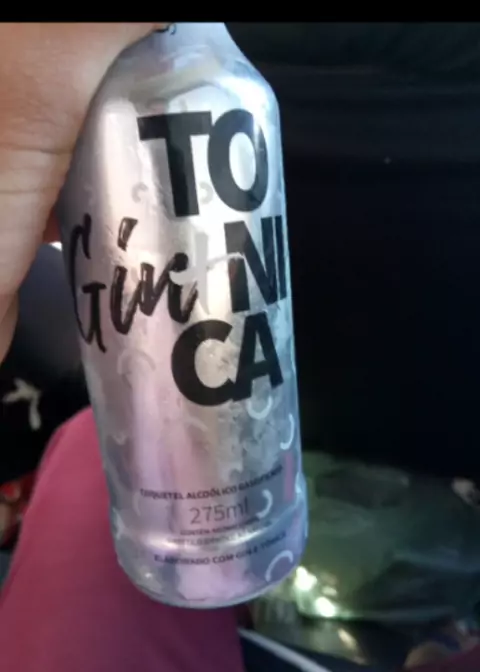 TO
Gin NI
CA
COQUETEL ALCOÓLICO GASEIFICADO
275ml
ELABORADO COM GIN E TÔNICA